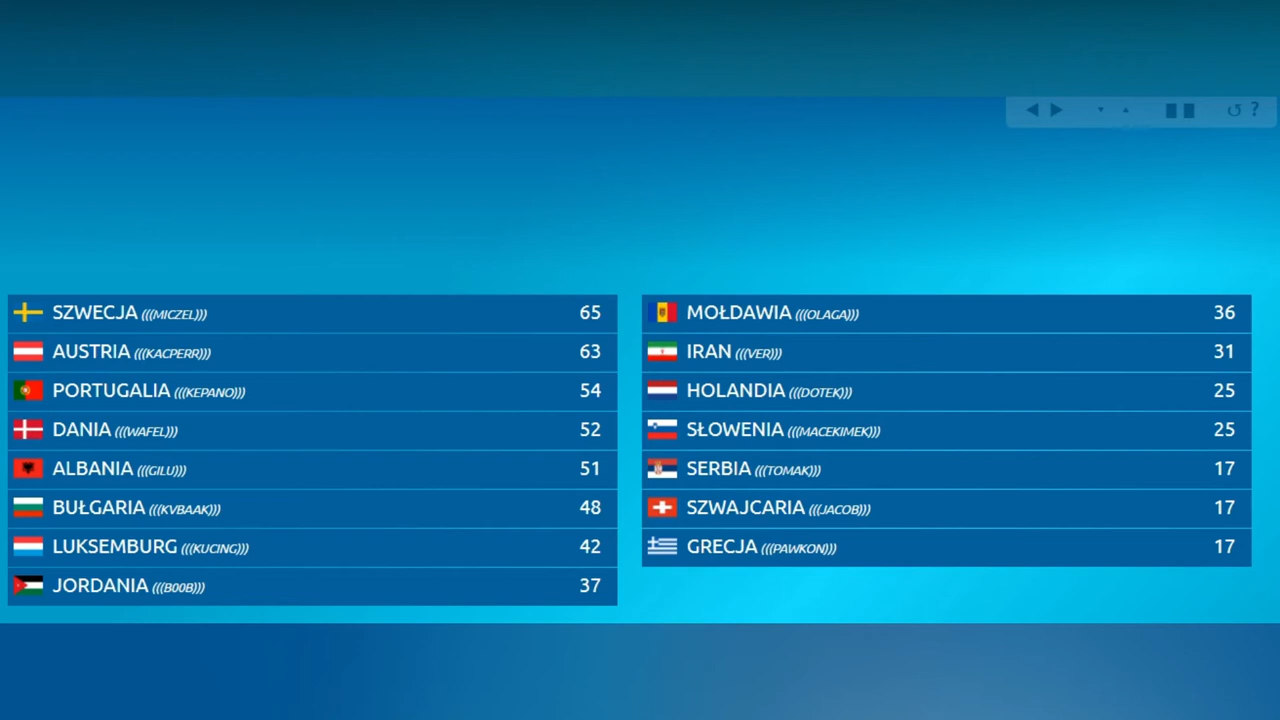 ?
SZWECJA (((MICZEL))) 65
AUSTRIA (((KACPERR))) 63
PORTUGALIA (((KEPANO))) 54
DANIA (((WAFEL))) 52
ALBANIA (((GILU))) 51
BUŁGARIA (((KVBAAK))) 48
LUKSEMBURG (((KUCING))) 42
JORDANIA (((B00B))) 37
MOŁDAWIA (((OLAGA))) 36
IRAN (((VER))) 31
HOLANDIA (((DOTEK))) 25
SŁOWENIA (((MACEKIMEK))) 25
SERBIA (((TOMAK))) 17
SZWAJCARIA (((JACOB))) 17
GRECJA (((PAWKON))) 17